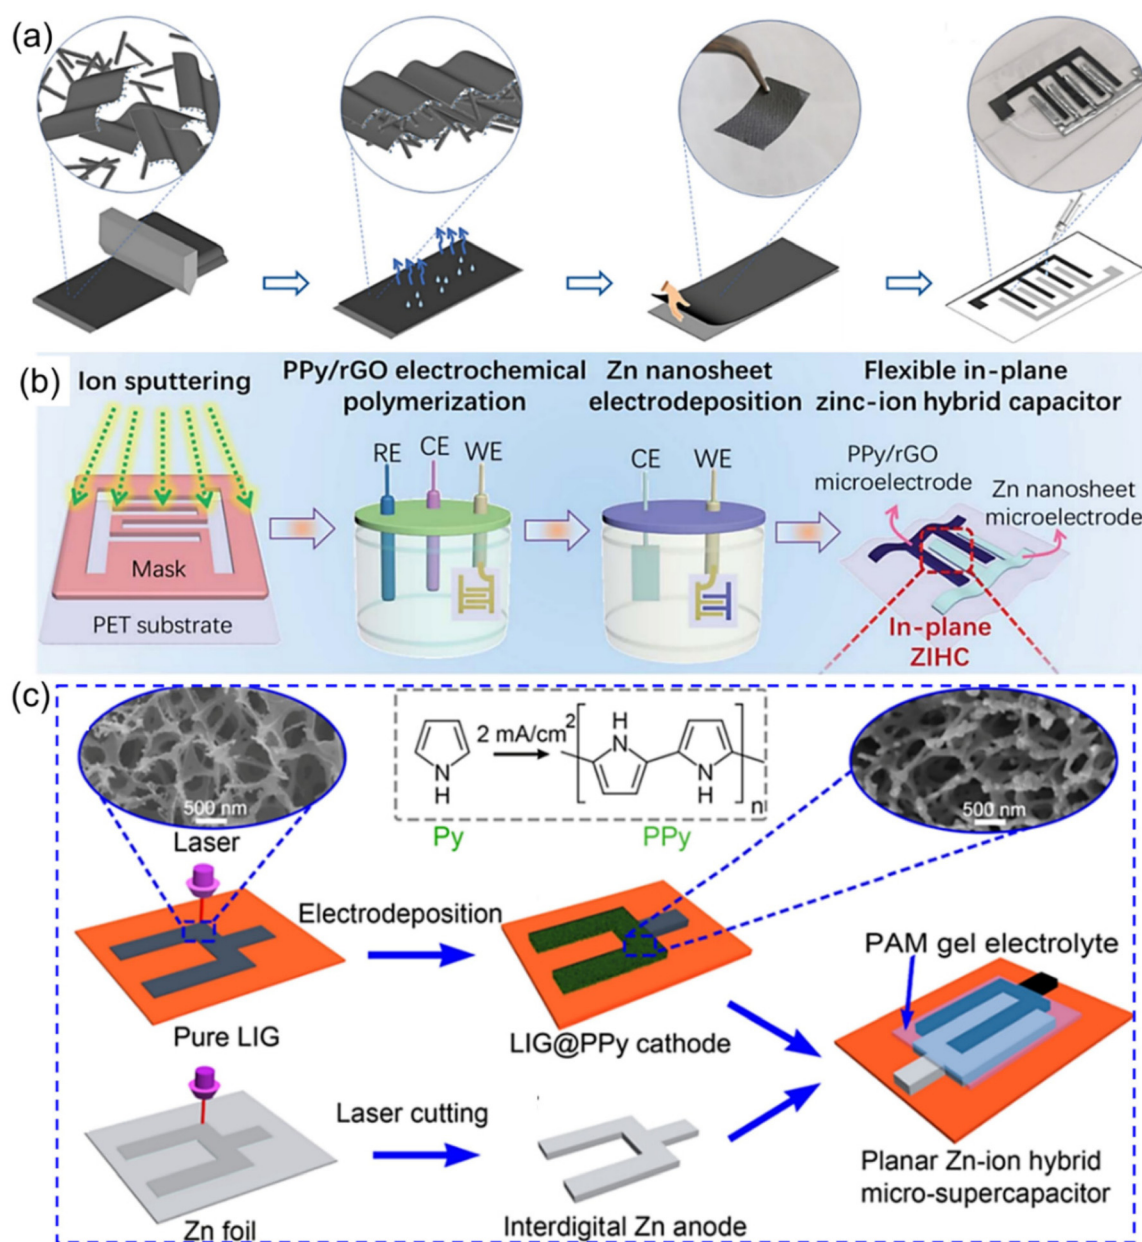 (a)
(b)
Ion sputtering
Mask
PET substrate
PPy/rGO electrochemical
polymerization
RE
CE
WE
Zn nanosheet
electrodeposition
CE
WE
Flexible in-plane
zinc-ion hybrid capacitor
PPy/rGO
microelectrode
Zn nanosheet
microelectrode
In-plane
ZIHC
(c)
500 nm
Laser
H
N
2 mA/cm²
N
H
N
H
n
Py
PPy
500 nm
Electrodeposition
Pure LIG
LIG@PPy cathode
PAM gel electrolyte
Laser cutting
Zn foil
Interdigital Zn anode
Planar Zn-ion hybrid
micro-supercapacitor